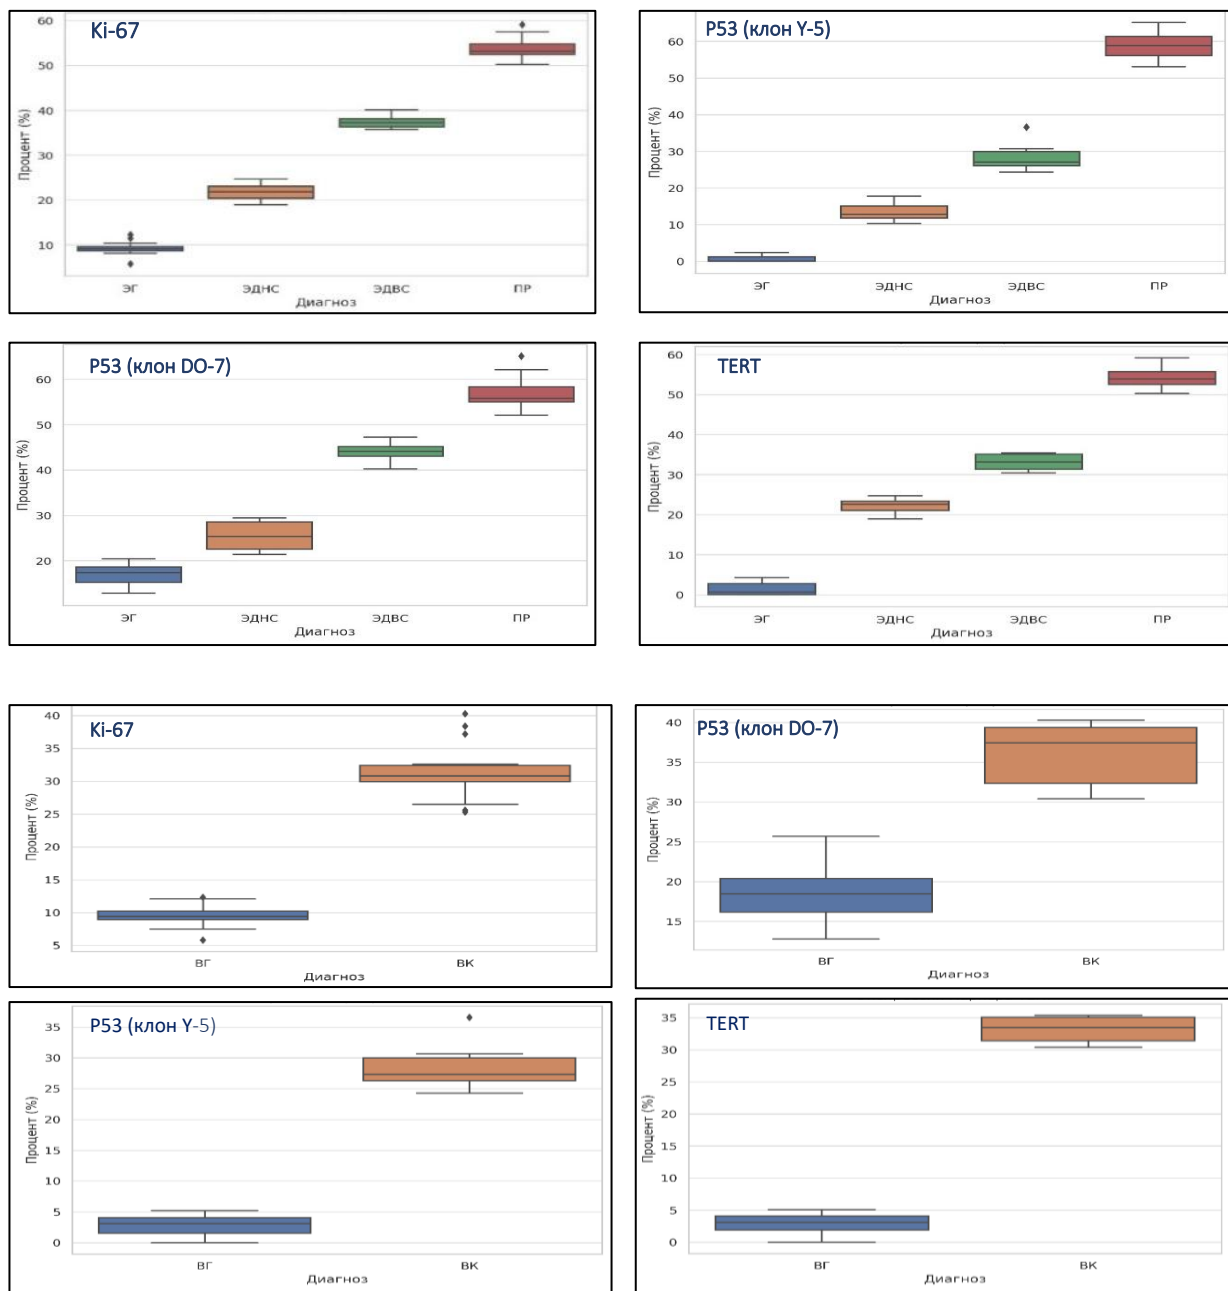 Ki-67
Процент (%)
60
50
40
30
20
10
ЭГ ЭДНС ЭДВС ПР
Диагноз
P53 (клон Y-5)
Процент (%)
60
50
40
30
20
10
0
ЭГ ЭДНС ЭДВС ПР
Диагноз
P53 (клон DO-7)
Процент (%)
60
50
40
30
20
ЭГ ЭДНС ЭДВС ПР
Диагноз
TERT
Процент (%)
60
50
40
30
20
10
0
ЭГ ЭДНС ЭДВС ПР
Диагноз
Ki-67
Процент (%)
40
35
30
25
20
15
10
5
ВГ ВК
Диагноз
P53 (клон DO-7)
Процент (%)
40
35
30
25
20
15
ВГ ВК
Диагноз
P53 (клон Y-5)
Процент (%)
35
30
25
20
15
10
5
0
ВГ ВК
Диагноз
TERT
Процент (%)
35
30
25
20
15
10
5
0
ВГ ВК
Диагноз